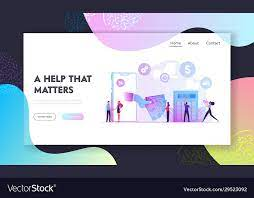 Home
About
Contact
A HELP THAT
MATTERS
VectorStock®
VectorStock.com/29523092